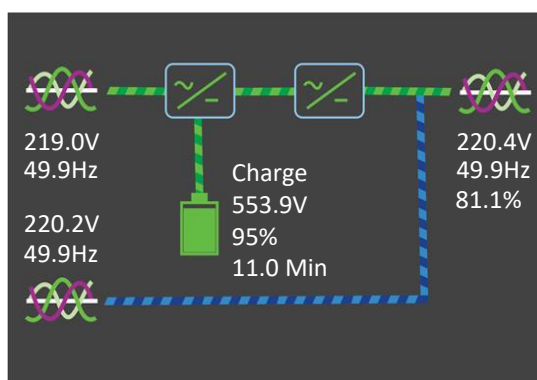 219.0V
49.9Hz
220.2V
49.9Hz
Charge
553.9V
95%
11.0 Min
220.4V
49.9Hz
81.1%